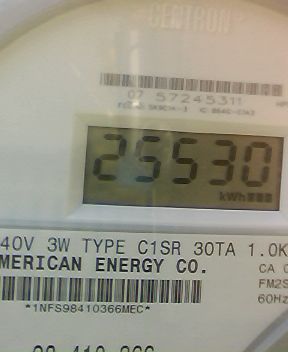 CENTRON
07 57245311
25530
kWh
40V 3W TYPE C1SR 30TA 1.0K
MERICAN ENERGY CO.
CA
FM2S
60Hz
*1NFS98410366MEC*